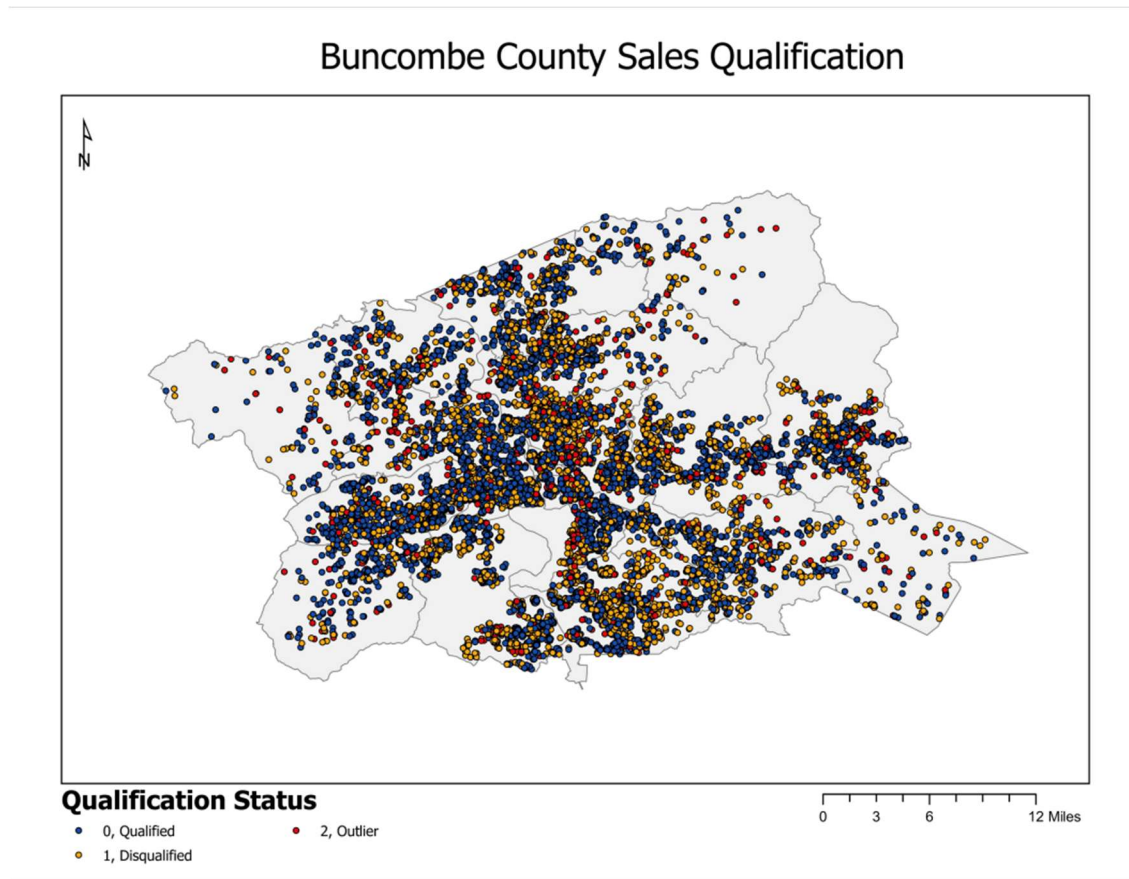 Buncombe County Sales Qualification
N
Qualification Status
0, Qualified
2, Outlier
1, Disqualified
0 3 6 12 Miles